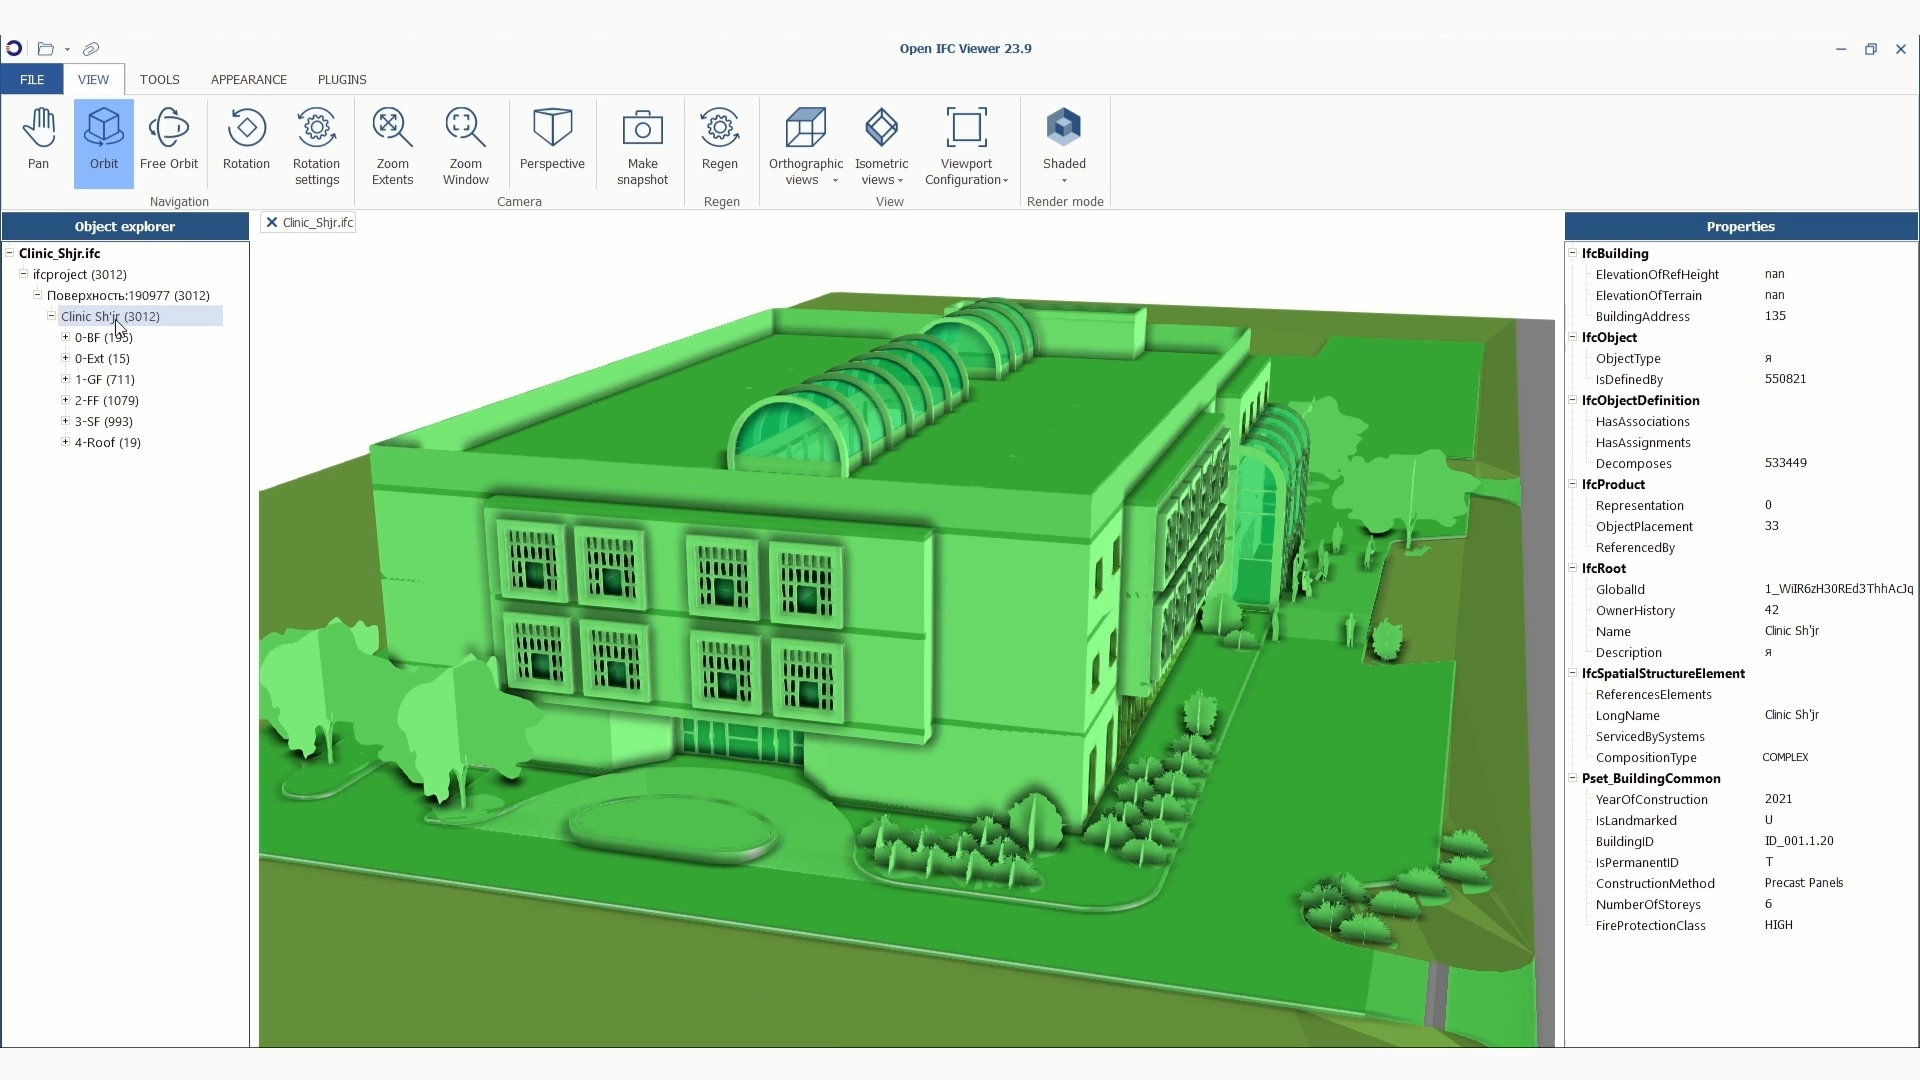 Open IFC Viewer 23.9
FILE VIEW TOOLS APPEARANCE PLUGINS
Pan
Orbit
Free Orbit
Rotation
Rotation settings
Zoom Extents
Zoom Window
Perspective
Make snapshot
Regen
Orthographic views
Isometric views
Viewport Configuration
Shaded
Navigation
Camera
Regen
View
Render mode
Object explorer
Clinic_Shjr.ifc
ifcproject (3012)
Поверхность:190977 (3012)
Clinic Sh'jr (3012)
0-BF (195)
0-Ext (15)
1-GF (711)
2-FF (1079)
3-SF (993)
4-Roof (19)
Clinic_Shjr.ifc
Properties
IfcBuilding
ElevationOfRefHeight nan
ElevationOfTerrain nan
BuildingAddress 135
IfcObject
ObjectType я
IsDefinedBy 550821
IfcObjectDefinition
HasAssociations
HasAssignments
Decomposes 533449
IfcProduct
Representation 0
ObjectPlacement 33
ReferencedBy
IfcRoot
GlobalId 1_WiIR6zH30REd3ThhAcJq
OwnerHistory 42
Name Clinic Sh'jr
Description я
IfcSpatialStructureElement
ReferencesElements
LongName Clinic Sh'jr
ServicedBySystems
CompositionType COMPLEX
Pset_BuildingCommon
YearOfConstruction 2021
IsLandmarked U
BuildingID ID_001.1.20
IsPermanentID T
ConstructionMethod Precast Panels
NumberOfStoreys 6
FireProtectionClass HIGH